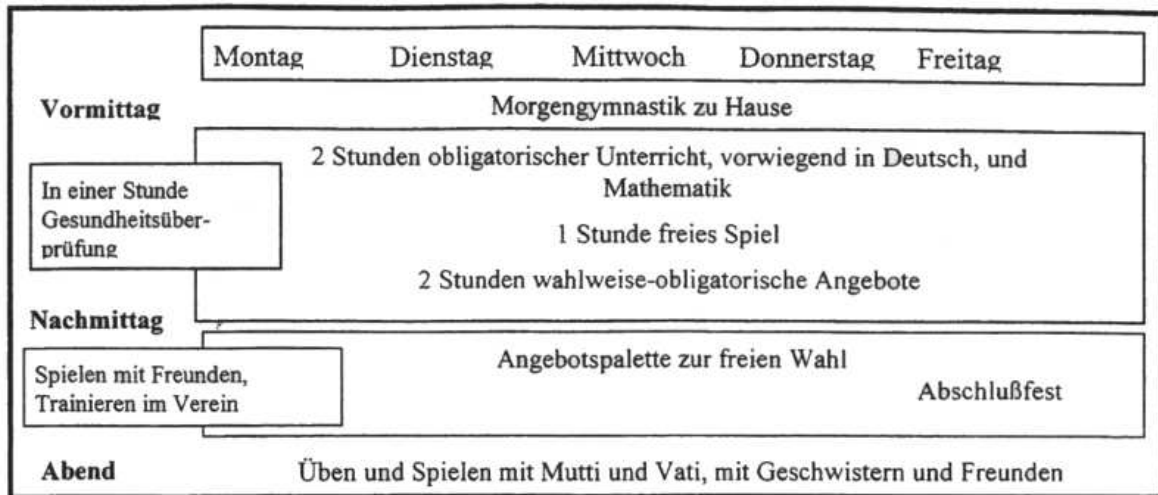 Montag Dienstag Mittwoch Donnerstag Freitag
Vormittag Morgengymnastik zu Hause
2 Stunden obligatorischer Unterricht, vorwiegend in Deutsch, und
Mathematik
In einer Stunde
Gesundheitsüber-
prüfung
1 Stunde freies Spiel
2 Stunden wahlweise-obligatorische Angebote
Nachmittag
Angebotspalette zur freien Wahl
Spielen mit Freunden,
Trainieren im Verein
Abschlußfest
Abend Üben und Spielen mit Mutti und Vati, mit Geschwistern und Freunden